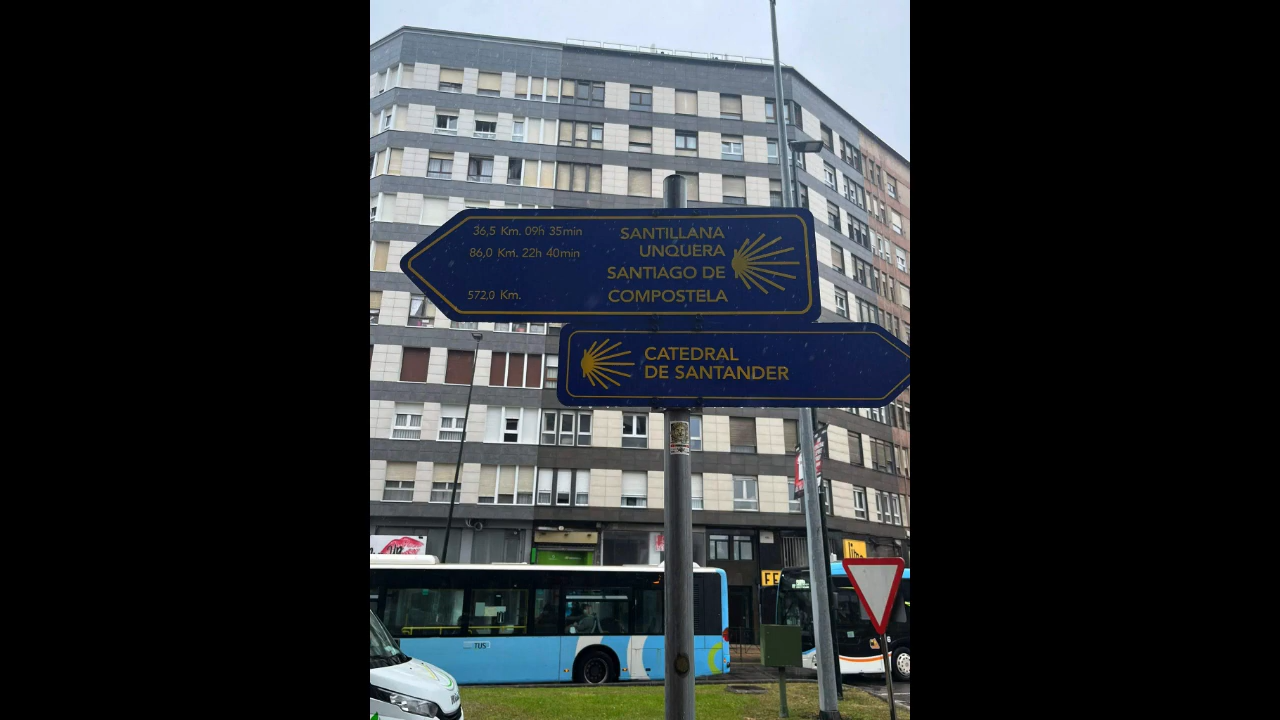 36,5 Km. 09h 35min SANTILLANA
86,0 Km. 22h 40min UNQUERA
SANTIAGO DE
572,0 Km. COMPOSTELA
CATEDRAL
DE SANTANDER
TUS